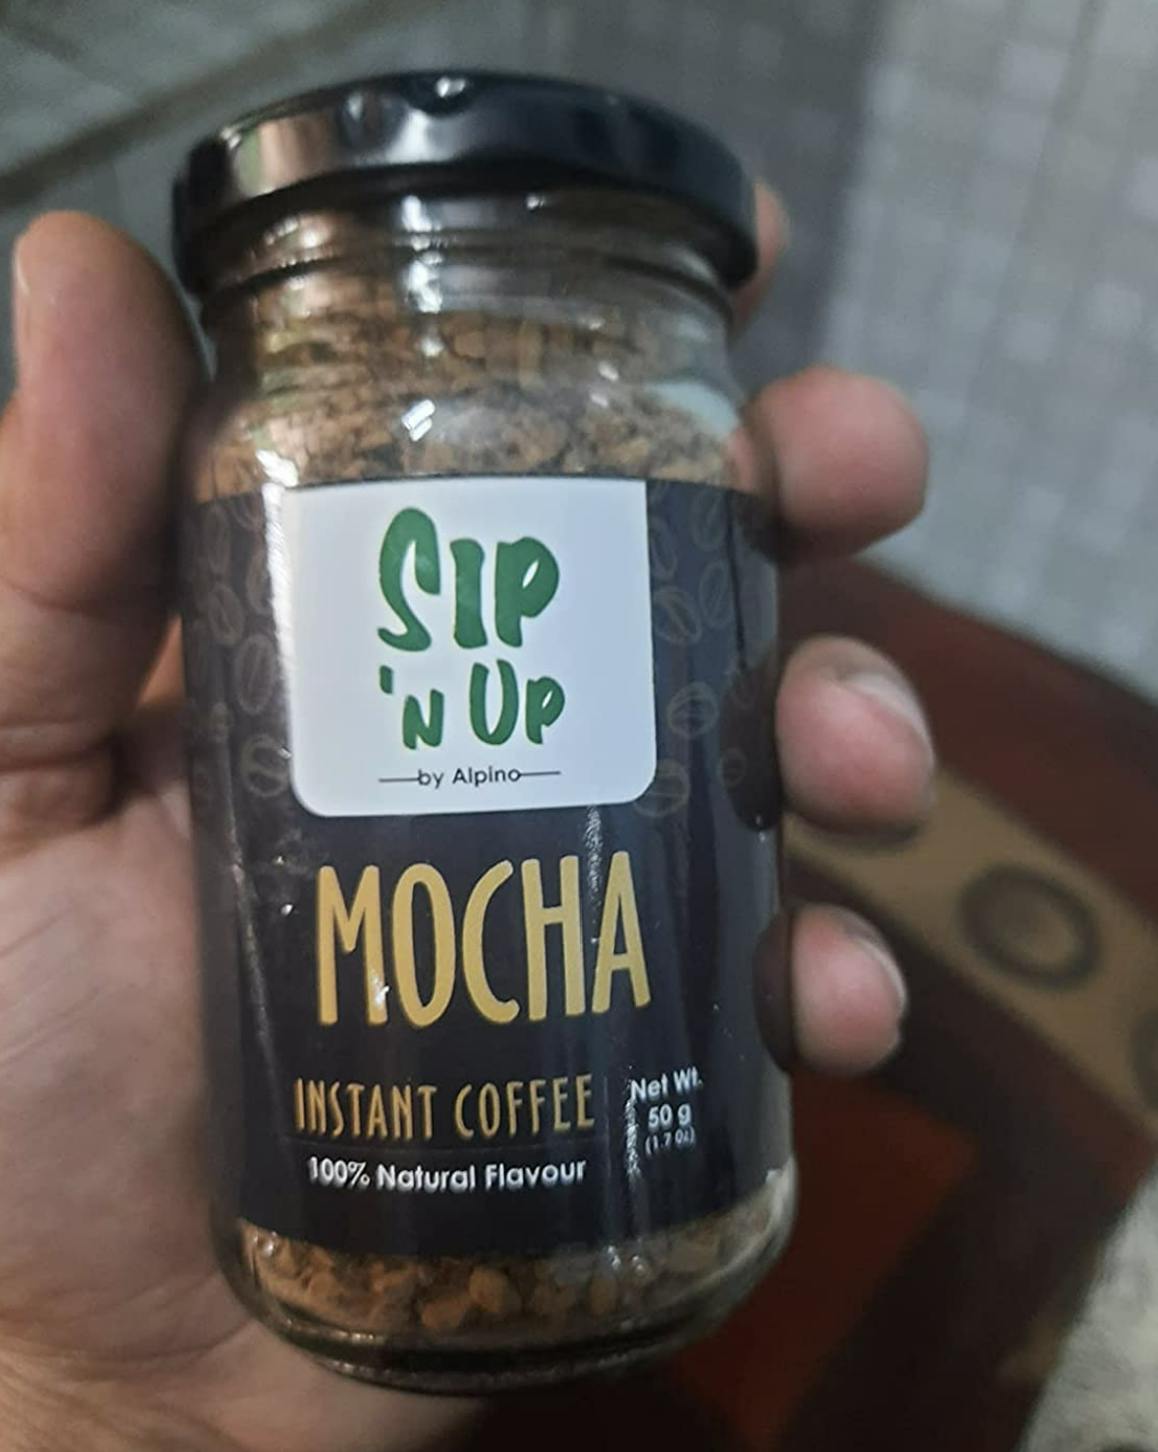 SIP
'N UP
by Alpino
MOCHA
INSTANT COFFEE
100% Natural Flavour
Net Wt.
50 g
(1.7 oz)